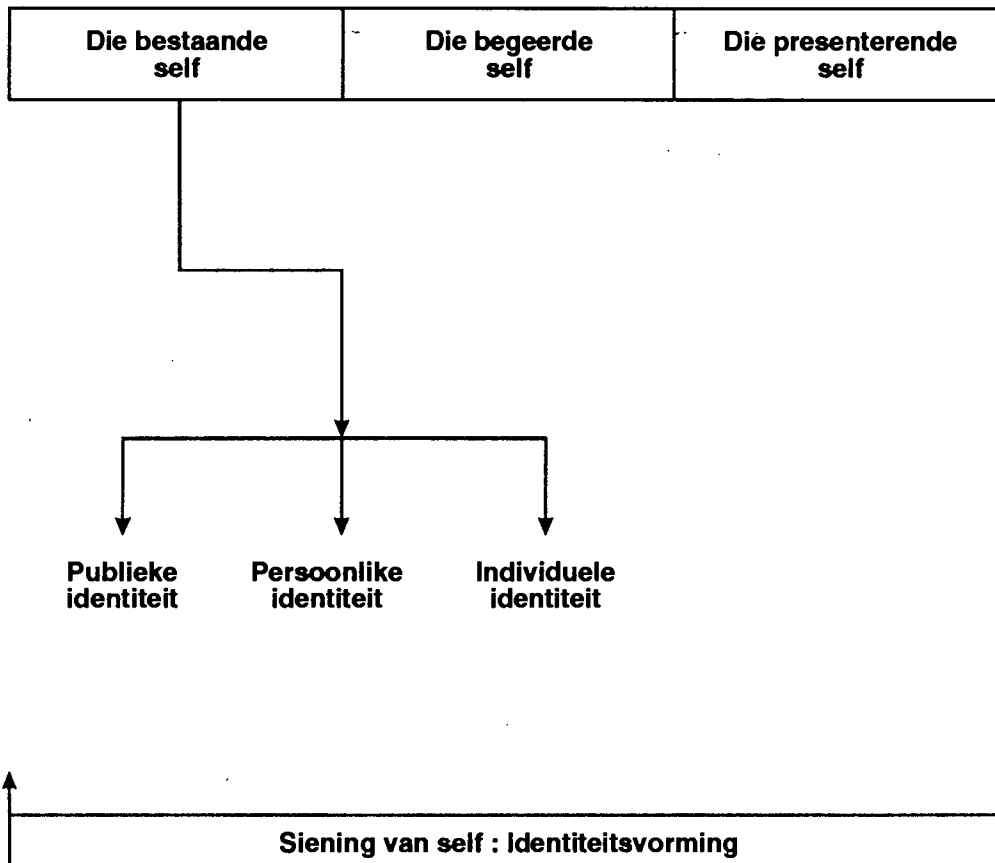 Die bestaande
self
Die begeerde
self
Die presenterende
self
Publieke
identiteit
Persoonlike
identiteit
Individuele
identiteit
Siening van self : Identiteitsvorming